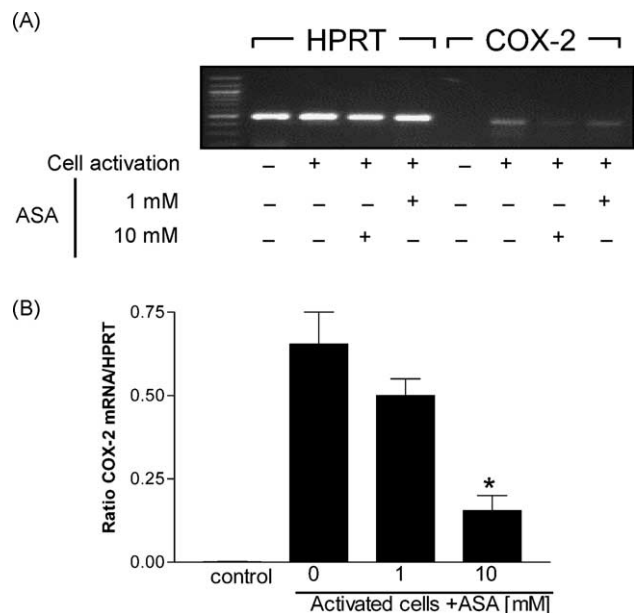 (A)
HPRT COX-2
Cell activation – + + + – + + +
ASA
1 mM – – – + – – – +
10 mM – – + – – – + –
(B)
Ratio COX-2 mRNA/HPRT
0.75
0.50
0.25
0.00
*
control 0 1 10
Activated cells +ASA [mM]